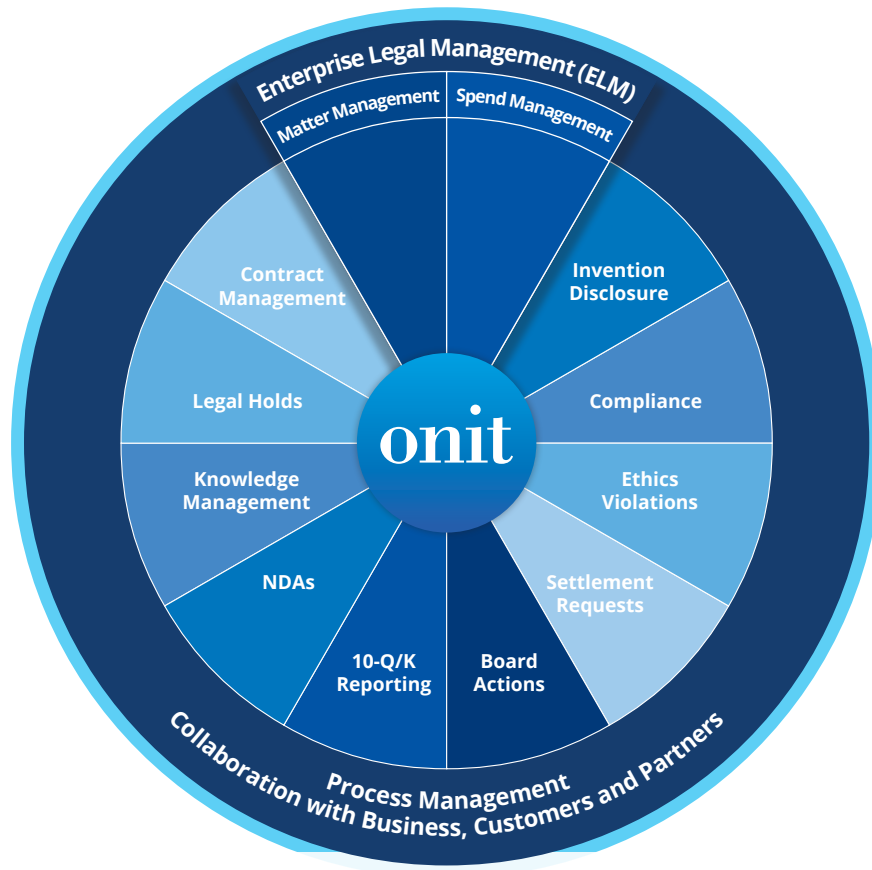 Enterprise Legal Management (ELM)
Matter Management
Spend Management
Contract
Management
Invention
Disclosure
Legal Holds
Compliance
onit
Knowledge
Management
Ethics
Violations
NDAs
Settlement
Requests
10-Q/K
Reporting
Board
Actions
Process Management
Collaboration with Business, Customers and Partners